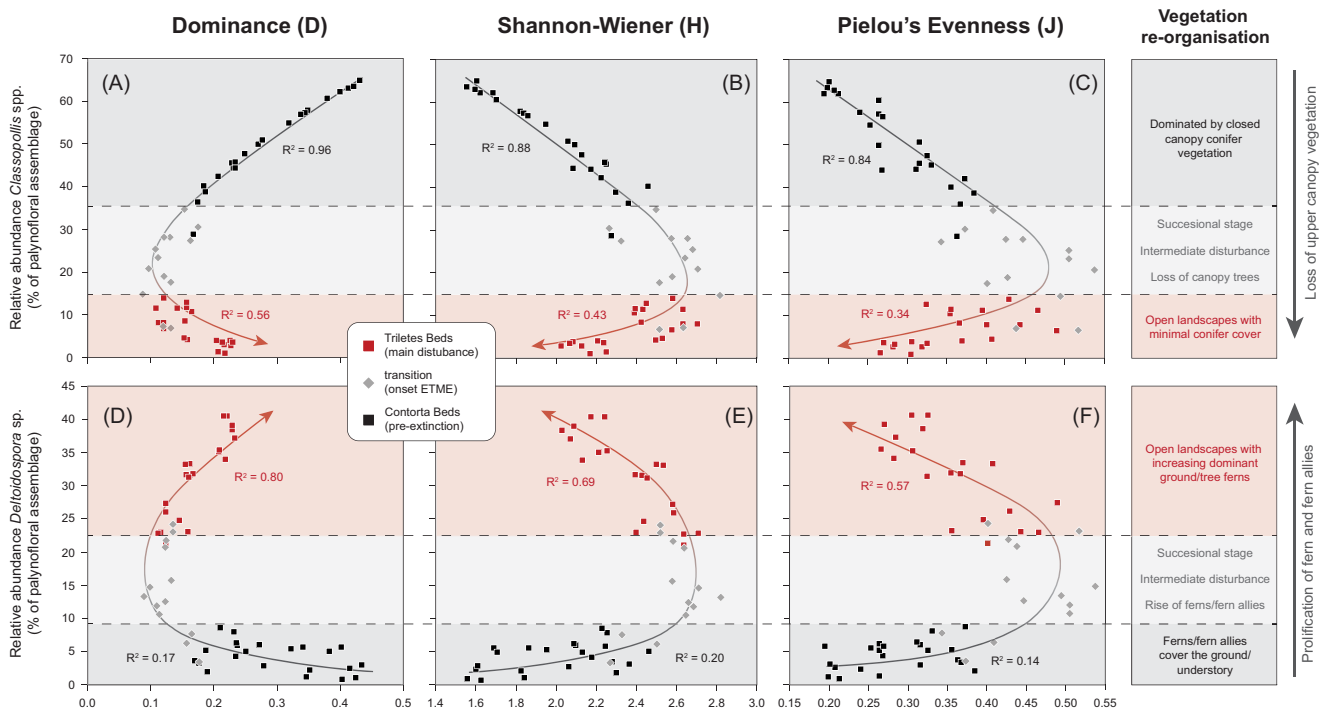 Dominance (D)
Shannon-Wiener (H)
Pielou's Evenness (J)
Vegetation
re-organisation
Relative abundance Classopollis spp.
(% of palynofloral assemblage)
70
60
50
40
30
20
10
0
(A)
R² = 0.96
R² = 0.56
(B)
R² = 0.88
R² = 0.43
(C)
R² = 0.84
R² = 0.34
Dominated by closed
canopy conifer
vegetation
Succesional stage
Intermediate disturbance
Loss of canopy trees
Open landscapes with
minimal conifer cover
Loss of upper canopy vegetation
Triletes Beds
(main distubance)
transition
(onset ETME)
Contorta Beds
(pre-extinction)
Relative abundance Deltoidospora sp.
(% of palynofloral assemblage)
45
40
35
30
25
20
15
10
5
0
(D)
R² = 0.80
R² = 0.17
(E)
R² = 0.69
R² = 0.20
(F)
R² = 0.57
R² = 0.14
Open landscapes with
increasing dominant
ground/tree ferns
Succesional stage
Intermediate disturbance
Rise of ferns/fern allies
Ferns/fern allies
cover the ground/
understory
Prolification of fern and fern allies
0.0 0.1 0.2 0.3 0.4 0.5
1.4 1.6 1.8 2.0 2.2 2.4 2.6 2.8 3.0
0.15 0.20 0.25 0.30 0.35 0.40 0.45 0.50 0.55